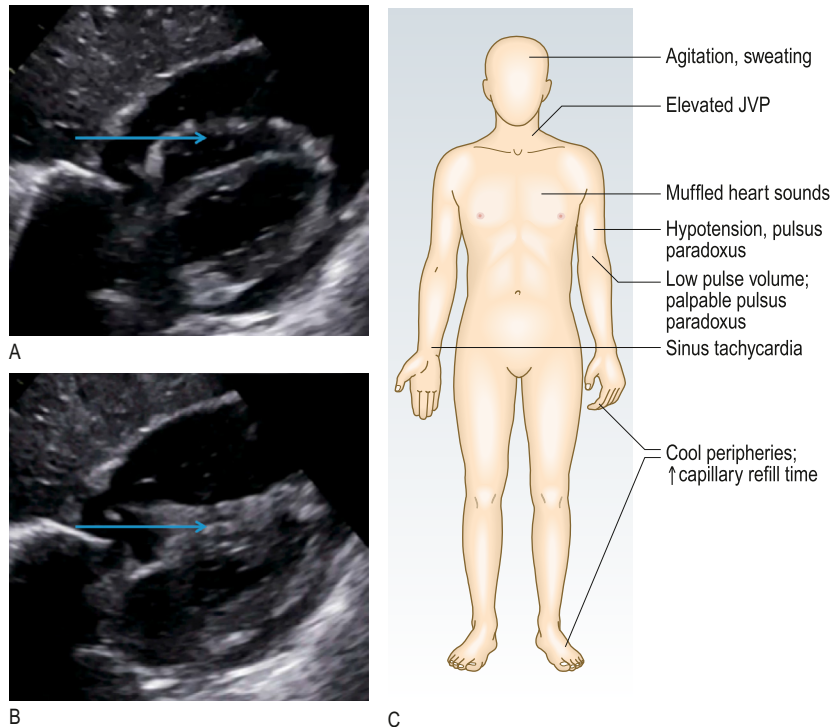 A
B
Agitation, sweating
Elevated JVP
Muffled heart sounds
Hypotension, pulsus
paradoxus
Low pulse volume;
palpable pulsus
paradoxus
Sinus tachycardia
Cool peripheries;
↑capillary refill time
C